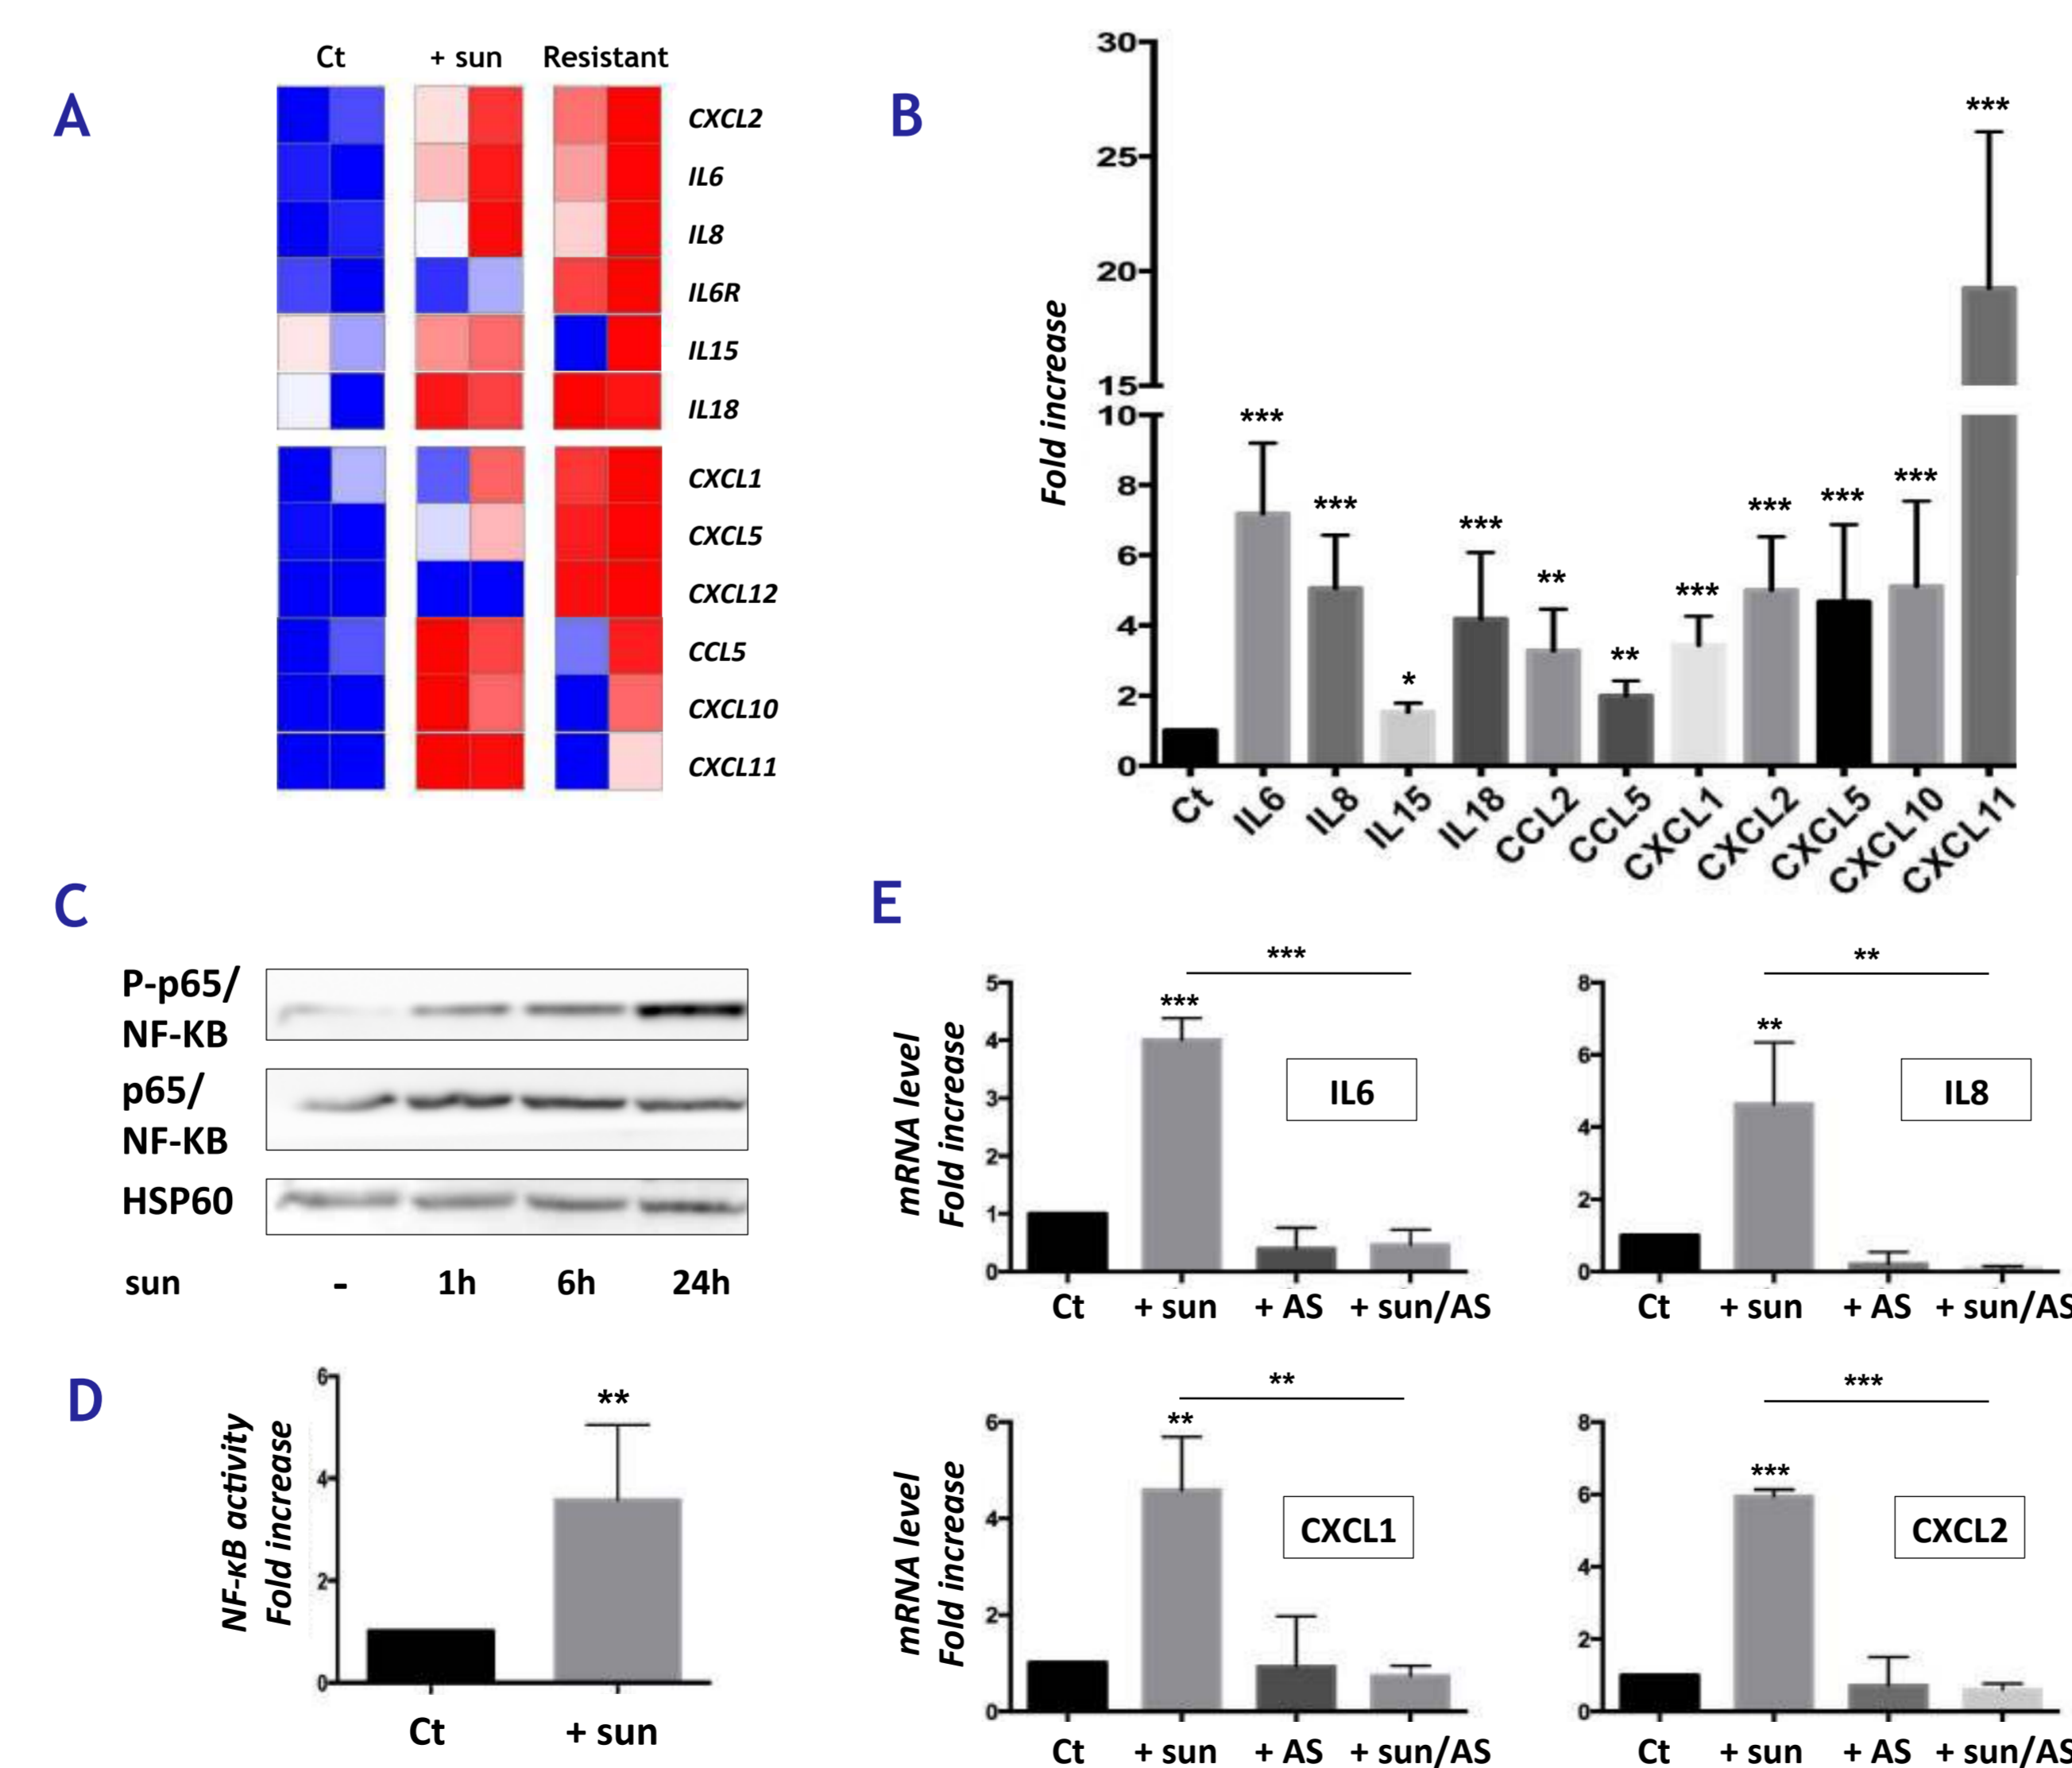 A
Ct + sun Resistant
CXCL2
IL6
IL8
IL6R
IL15
IL18
CXCL1
CXCL5
CXCL12
CCL5
CXCL10
CXCL11
B
Fold increase
30
25
20
15
10
8
6
4
2
0
***
***
*
***
**
**
***
***
***
***
***
Ct IL6 IL8 IL15 IL18 CCL2 CCL5 CXCL1 CXCL2 CXCL5 CXCL10 CXCL11
C
P-p65/
NF-KB
p65/
NF-KB
HSP60
sun - 1h 6h 24h
D
NF-κB activity
Fold increase
6
4
2
0
**
Ct + sun
E
mRNA level
Fold increase
5
4
3
2
1
0
***
***
IL6
Ct + sun + AS + sun/AS
8
6
4
2
0
**
**
IL8
Ct + sun + AS + sun/AS
mRNA level
Fold increase
6
4
2
0
**
**
CXCL1
Ct + sun + AS + sun/AS
8
6
4
2
0
***
***
CXCL2
Ct + sun + AS + sun/AS